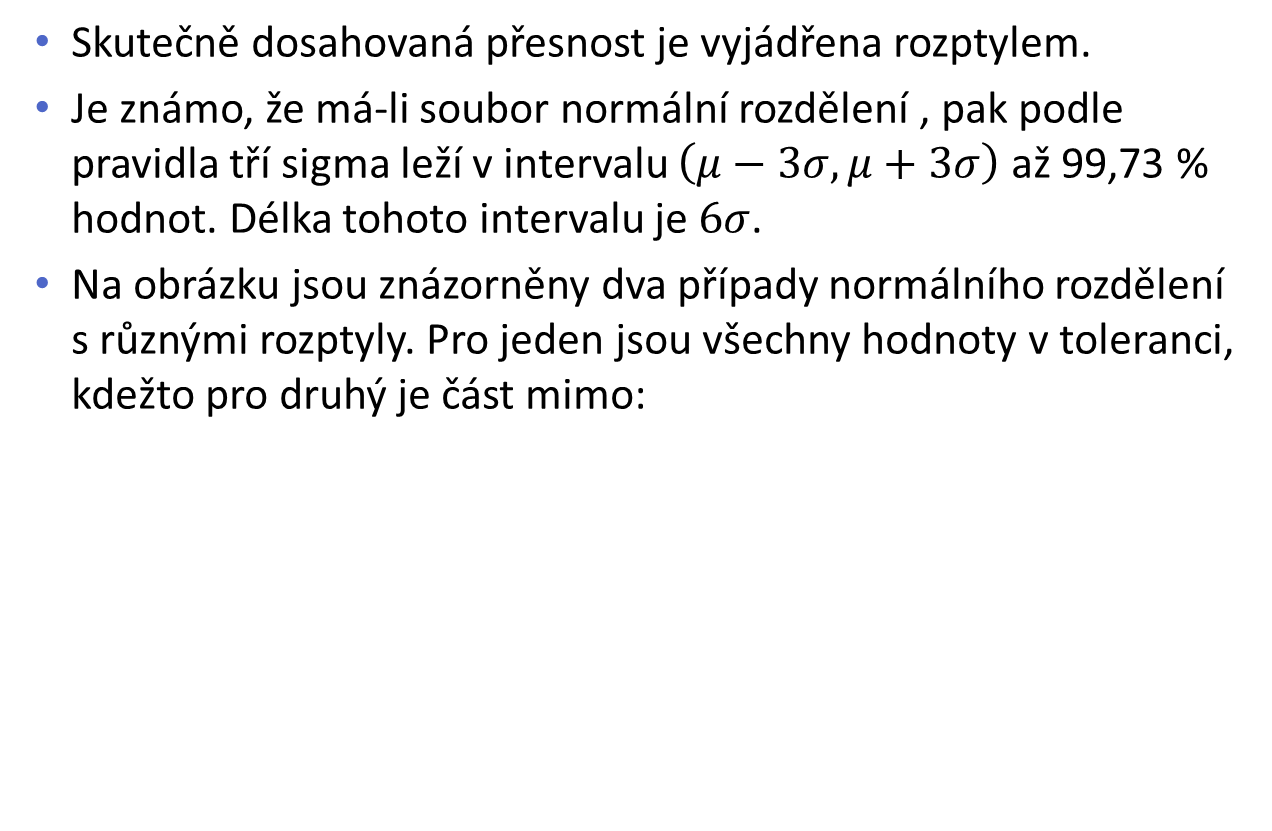 • Skutečně dosahovaná přesnost je vyjádřena rozptylem.
• Je známo, že má-li soubor normální rozdělení , pak podle
pravidla tří sigma leží v intervalu (μ − 3σ, μ + 3σ) až 99,73 %
hodnot. Délka tohoto intervalu je 6σ.
• Na obrázku jsou znázorněny dva případy normálního rozdělení
s různými rozptyly. Pro jeden jsou všechny hodnoty v toleranci,
kdežto pro druhý je část mimo: